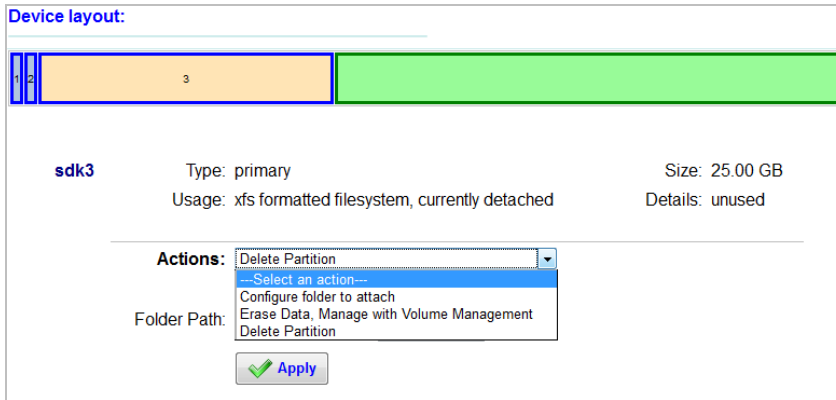 Device layout:
1 2 3
sdk3 Type: primary Size: 25.00 GB
Usage: xfs formatted filesystem, currently detached Details: unused
Actions: Delete Partition
---Select an action---
Configure folder to attach
Folder Path: Erase Data, Manage with Volume Management
Delete Partition
Apply